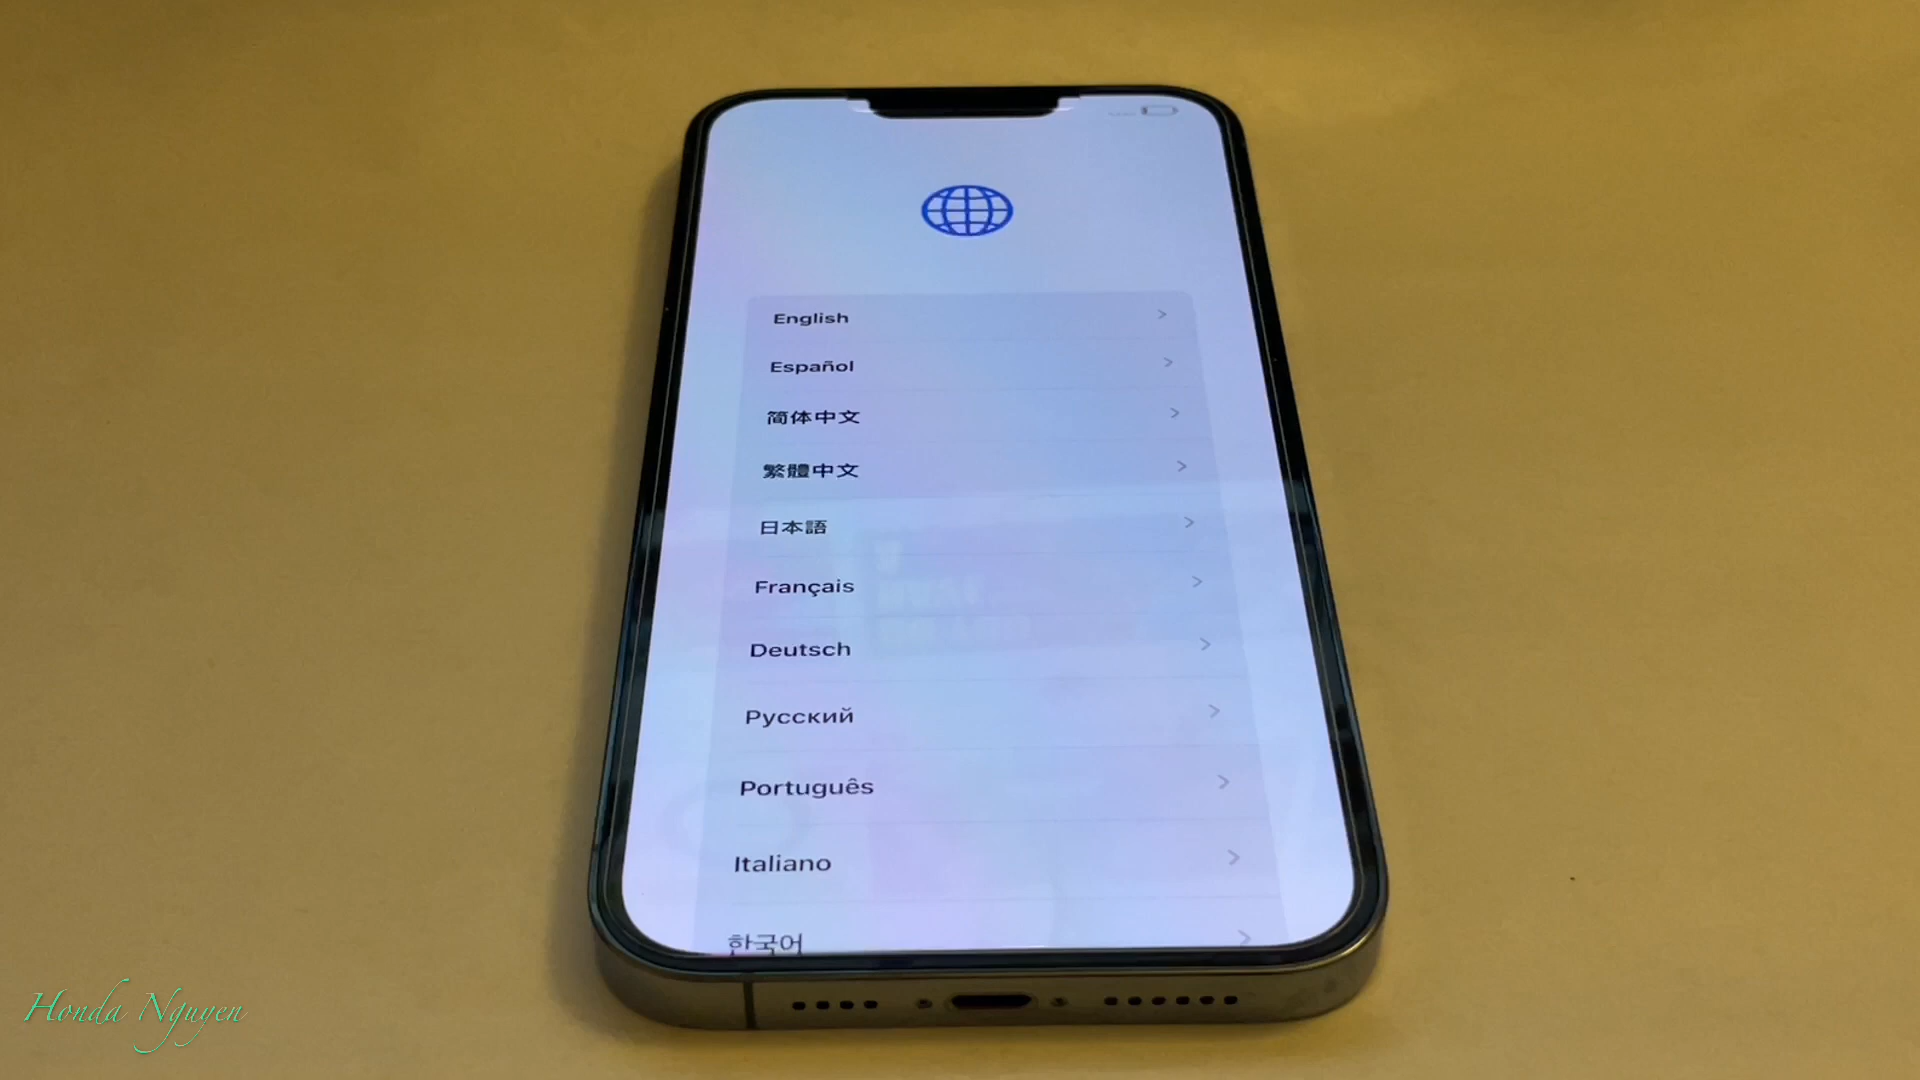 English
Español
简体中文
繁體中文
日本語
Français
Deutsch
Русский
Português
Italiano
한국어
Honda Nguyen